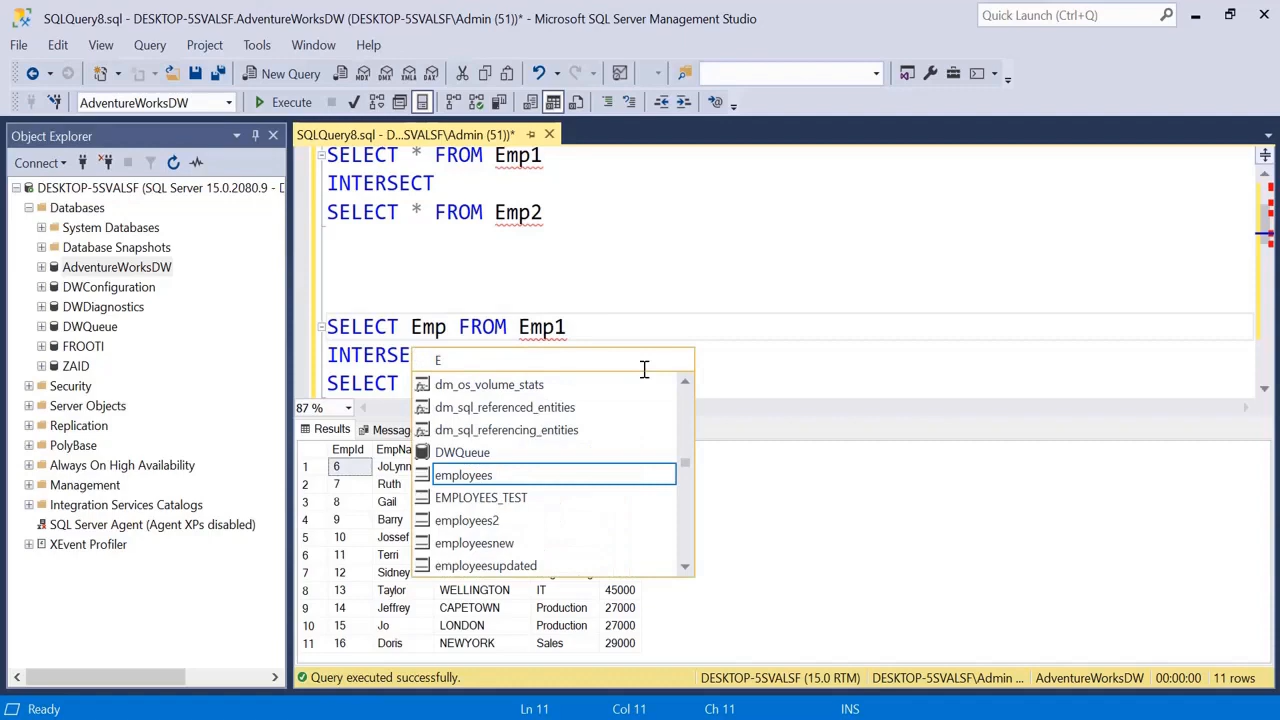 SQLQuery8.sql - DESKTOP-5SVALSF.AdventureWorksDW (DESKTOP-5SVALSF\Admin (51))* - Microsoft SQL Server Management Studio
Quick Launch (Ctrl+Q)
File Edit View Query Project Tools Window Help
New Query
AdventureWorksDW
Execute
Object Explorer
Connect
DESKTOP-5SVALSF (SQL Server 15.0.2080.9 - D
Databases
System Databases
Database Snapshots
AdventureWorksDW
DWConfiguration
DWDiagnostics
DWQueue
FROOTI
ZAID
Security
Server Objects
Replication
PolyBase
Always On High Availability
Management
Integration Services Catalogs
SQL Server Agent (Agent XPs disabled)
XEvent Profiler
SQLQuery8.sql - D...SVALSF\Admin (51))*
SELECT * FROM Emp1
INTERSECT
SELECT * FROM Emp2
SELECT Emp FROM Emp1
INTERSE
SELECT
E
dm_os_volume_stats
dm_sql_referenced_entities
dm_sql_referencing_entities
DWQueue
employees
EMPLOYEES_TEST
employees2
employeesnew
employeesupdated
87 %
Results Messag
EmpId EmpNa
1 6 JoLynn
2 7 Ruth
3 8 Gail
4 9 Barry
5 10 Jossef
6 11 Terri
7 12 Sidney
8 13 Taylor WELLINGTON IT 45000
9 14 Jeffrey CAPETOWN Production 27000
10 15 Jo LONDON Production 27000
11 16 Doris NEWYORK Sales 29000
Query executed successfully.
DESKTOP-5SVALSF (15.0 RTM) DESKTOP-5SVALSF\Admin ... AdventureWorksDW 00:00:00 11 rows
Ready Ln 11 Col 11 Ch 11 INS